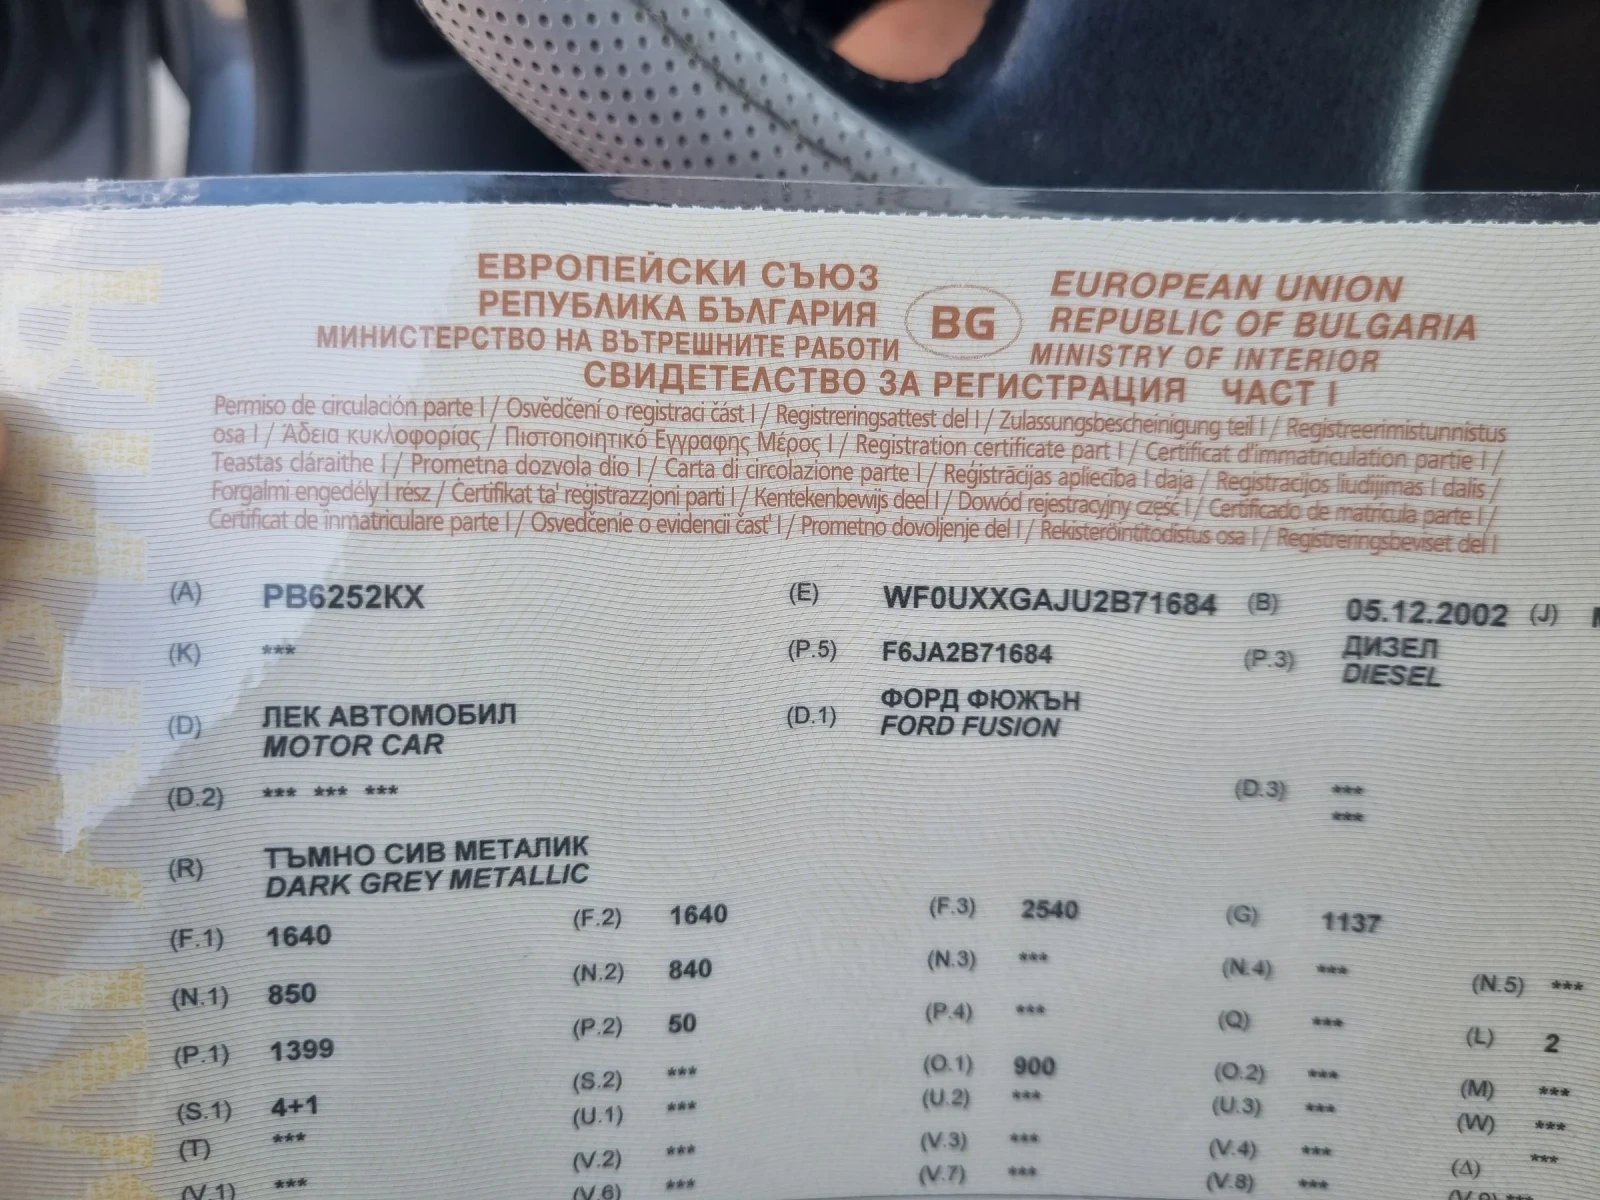 ЕВРОПЕЙСКИ СЪЮЗ
РЕПУБЛИКА БЪЛГАРИЯ
МИНИСТЕРСТВО НА ВЪТРЕШНИТЕ РАБОТИ
BG
EUROPEAN UNION
REPUBLIC OF BULGARIA
MINISTRY OF INTERIOR
СВИДЕТЕЛСТВО ЗА РЕГИСТРАЦИЯ ЧАСТ I
Permiso de circulación parte I / Osvědčení o registraci část I / Registreringsattest del I / Zulassungsbescheinigung teil I / Registreerimistunnistus
osa I / Άδεια κυκλοφορίας / Πιστοποιητικό Εγγραφης Μέρος I / Registration certificate part I / Certificat d'immatriculation partie I /
Teastas cláraithe I / Prometna dozvola dio I / Carta di circolazione parte I / Reģistrācijas apliecība I daļa / Registracijos liudijimas I dalis /
Forgalmi engedély I rész / Ċertifikat ta' reġistrazzjoni parti I / Kentekenbewijs deel I / Dowód rejestracyjny część I / Certificado de matrícula parte I /
Certificat de înmatriculare parte I / Osvedčenie o evidencii časť I / Prometno dovoljenje del I / Rekisteröintitodistus osa I / Registreringsbeviset del I
(A) РВ6252КХ (E) WF0UXXGAJU2B71684 (B) 05.12.2002 (J)
(K) *** (P.5) F6JA2B71684 (P.3) ДИЗЕЛ
DIESEL
(D) ЛЕК АВТОМОБИЛ (D.1) ФОРД ФЮЖЪН
MOTOR CAR FORD FUSION
(D.2) *** *** *** (D.3) ***
***
(R) ТЪМНО СИВ МЕТАЛИК
DARK GREY METALLIC
(F.1) 1640 (F.2) 1640 (F.3) 2540 (G) 1137
(N.1) 850 (N.2) 840 (N.3) *** (N.4) *** (N.5) ***
(P.1) 1399 (P.2) 50 (P.4) *** (Q) *** (L) 2
(S.1) 4+1 (S.2) *** (O.1) 900 (O.2) *** (M) ***
(T) *** (U.1) *** (U.2) *** (U.3) *** (W) ***
(V.1) *** (V.2) *** (V.3) *** (V.4) *** (Δ) ***
(V.6) *** (V.7) *** (V.8) *** (V.9) ***